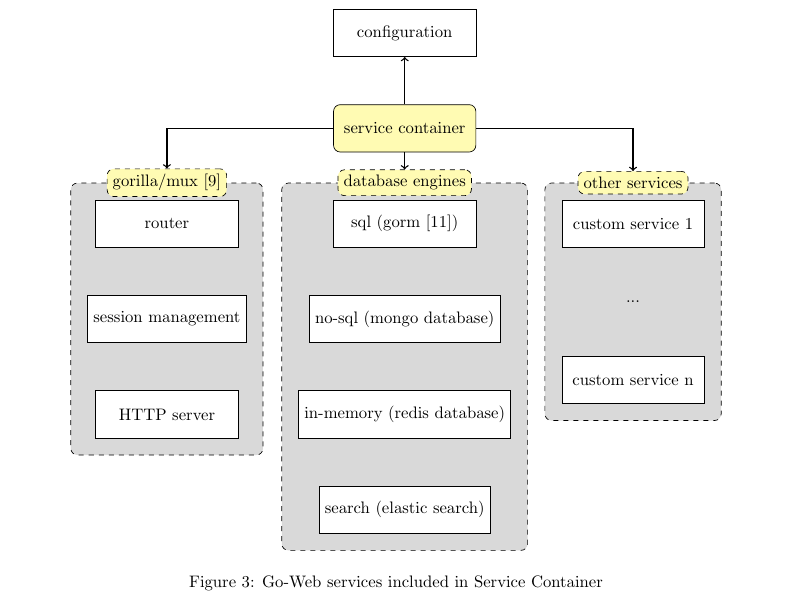 configuration
service container
gorilla/mux [9]
router
session management
HTTP server
database engines
sql (gorm [11])
no-sql (mongo database)
in-memory (redis database)
search (elastic search)
other services
custom service 1
...
custom service n
Figure 3: Go-Web services included in Service Container